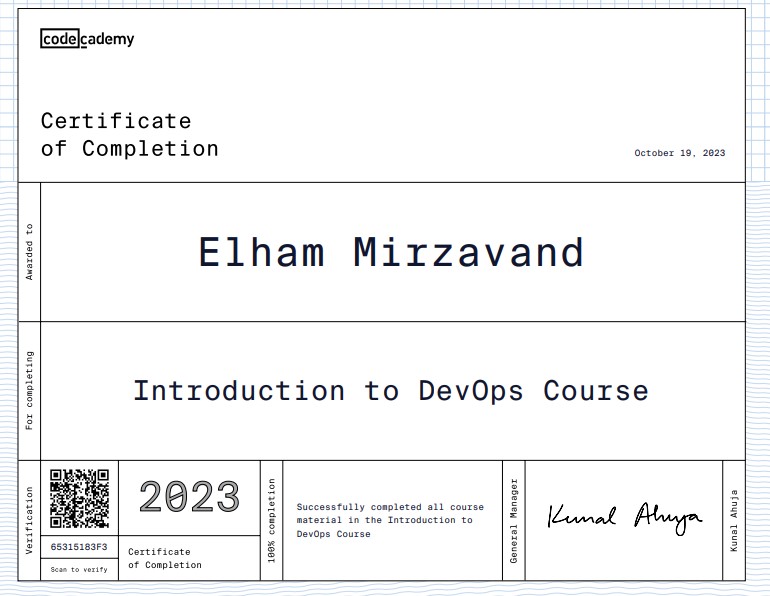 codecademy
Certificate
of Completion
October 19, 2023
Awarded to
Elham Mirzavand
For completing
Introduction to DevOps Course
Verification
65315183F3
Scan to verify
2023
Certificate
of Completion
100% completion
Successfully completed all course
material in the Introduction to
DevOps Course
General Manager
Kunal Ahuja
Kunal Ahuja